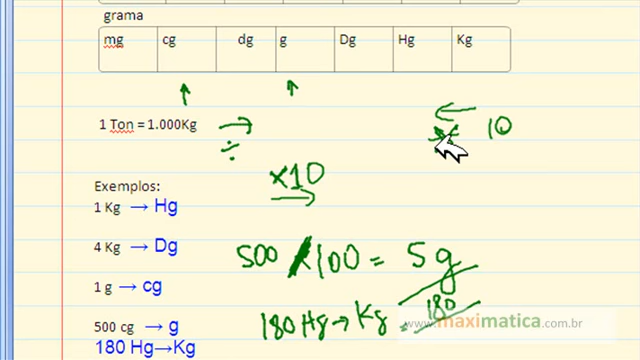 grama
mg cg dg g Dg Hg Kg
1 Ton = 1.000Kg → ÷ ← 10
x10 →
Exemplos:
1 Kg → Hg
4 Kg → Dg
500 / 100 = 5g
1 g → cg
180 Hg → Kg = 180
500 cg → g
www.maximatica.com.br
180 Hg→Kg